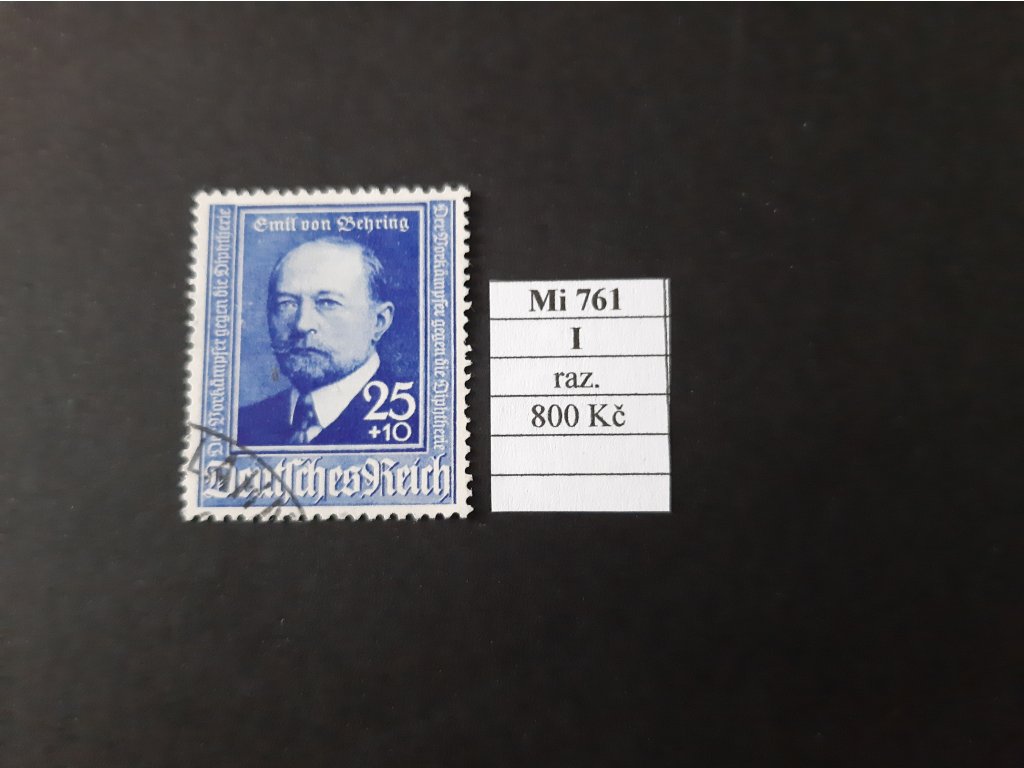 Emil von Behring
Der Vorkämpfer gegen die Diphtherie
Der Vorkämpfer gegen die Diphtherie
25
+10
Deutsches Reich
Mi 761
I
raz.
800 Kč